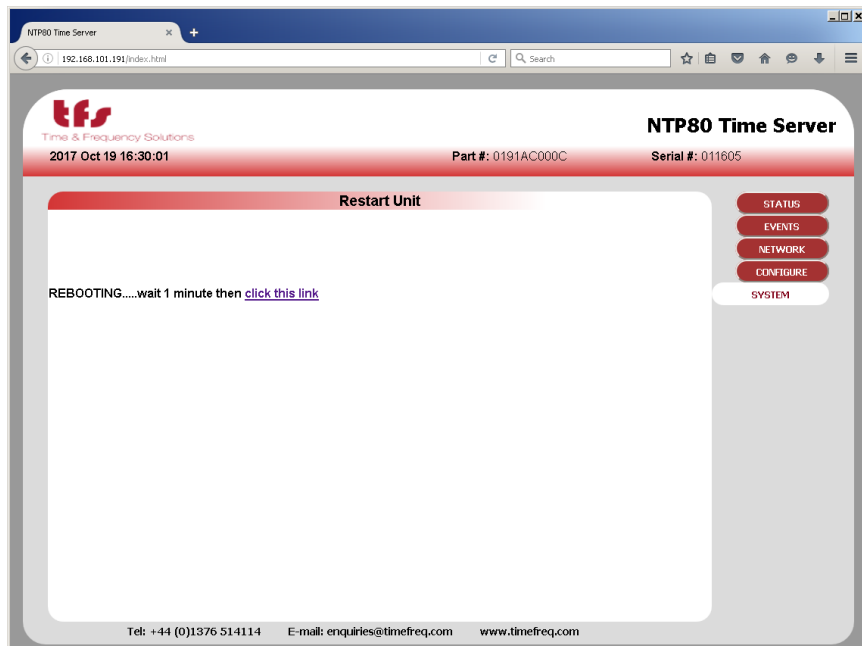 NTP80 Time Server
192.168.101.191/index.html
Search
tfs
Time & Frequency Solutions
NTP80 Time Server
2017 Oct 19 16:30:01 Part #: 0191AC000C Serial #: 011605
Restart Unit
STATUS
EVENTS
NETWORK
CONFIGURE
SYSTEM
REBOOTING.....wait 1 minute then click this link
Tel: +44 (0)1376 514114 E-mail: enquiries@timefreq.com www.timefreq.com